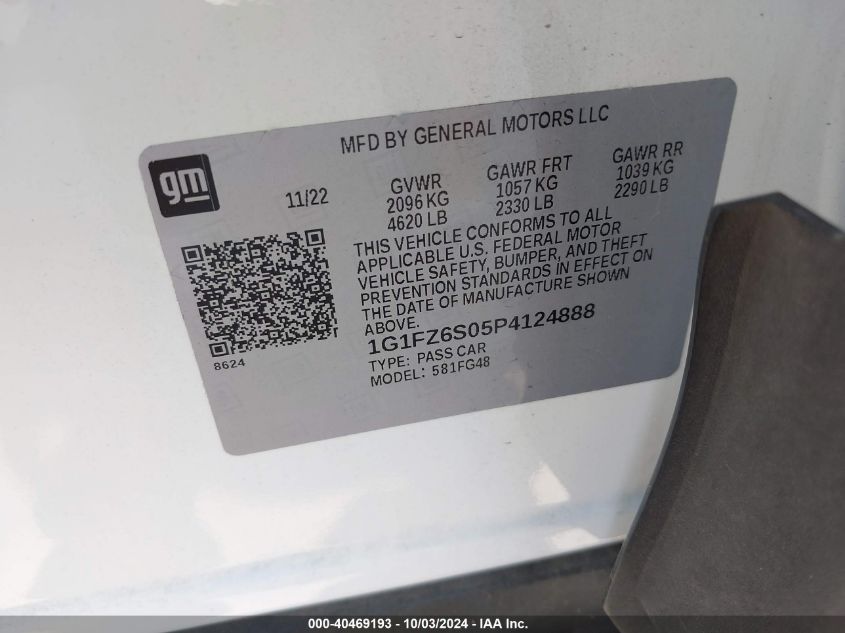 MFD BY GENERAL MOTORS LLC
gm
11/22
GVWR
2096 KG
4620 LB
GAWR FRT
1057 KG
2330 LB
GAWR RR
1039 KG
2290 LB
THIS VEHICLE CONFORMS TO ALL
APPLICABLE U.S. FEDERAL MOTOR
VEHICLE SAFETY, BUMPER, AND THEFT
PREVENTION STANDARDS IN EFFECT ON
THE DATE OF MANUFACTURE SHOWN
ABOVE.
1G1FZ6S05P4124888
TYPE: PASS CAR
MODEL: 581FG48
8624
000-40469193 - 10/03/2024 - IAA Inc.